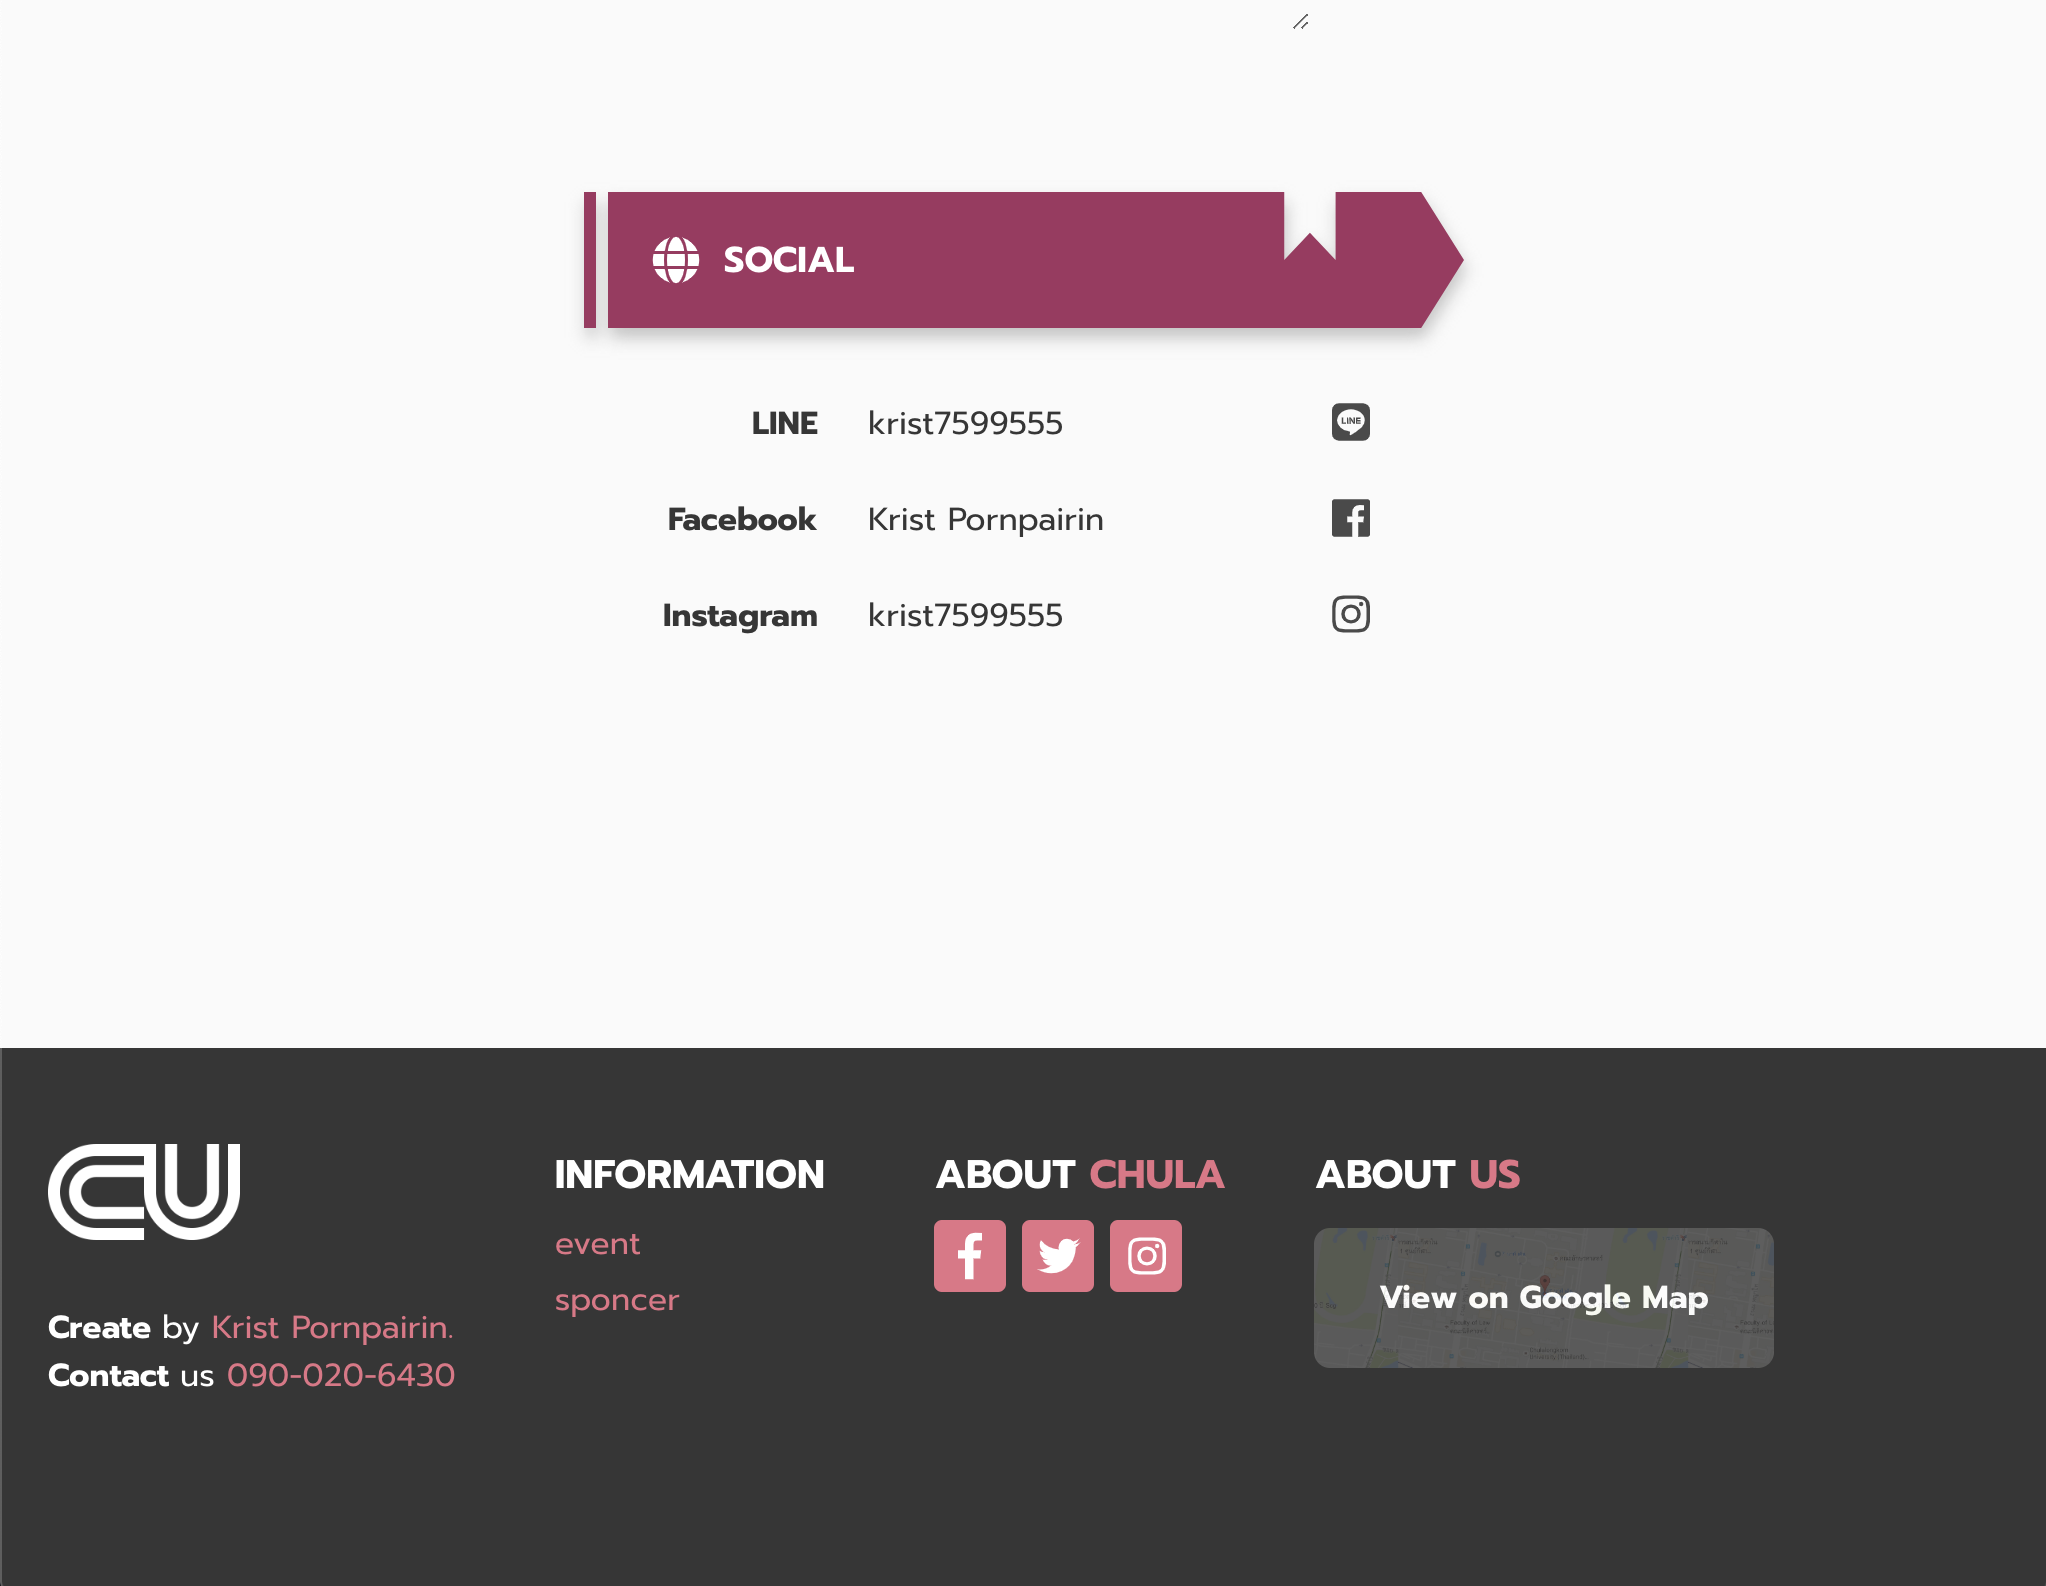 SOCIAL
LINE krist7599555
LINE
Facebook Krist Pornpairin
Instagram krist7599555
CU
INFORMATION
event
sponcer
ABOUT CHULA
ABOUT US
View on Google Map
Create by Krist Pornpairin.
Contact us 090-020-6430